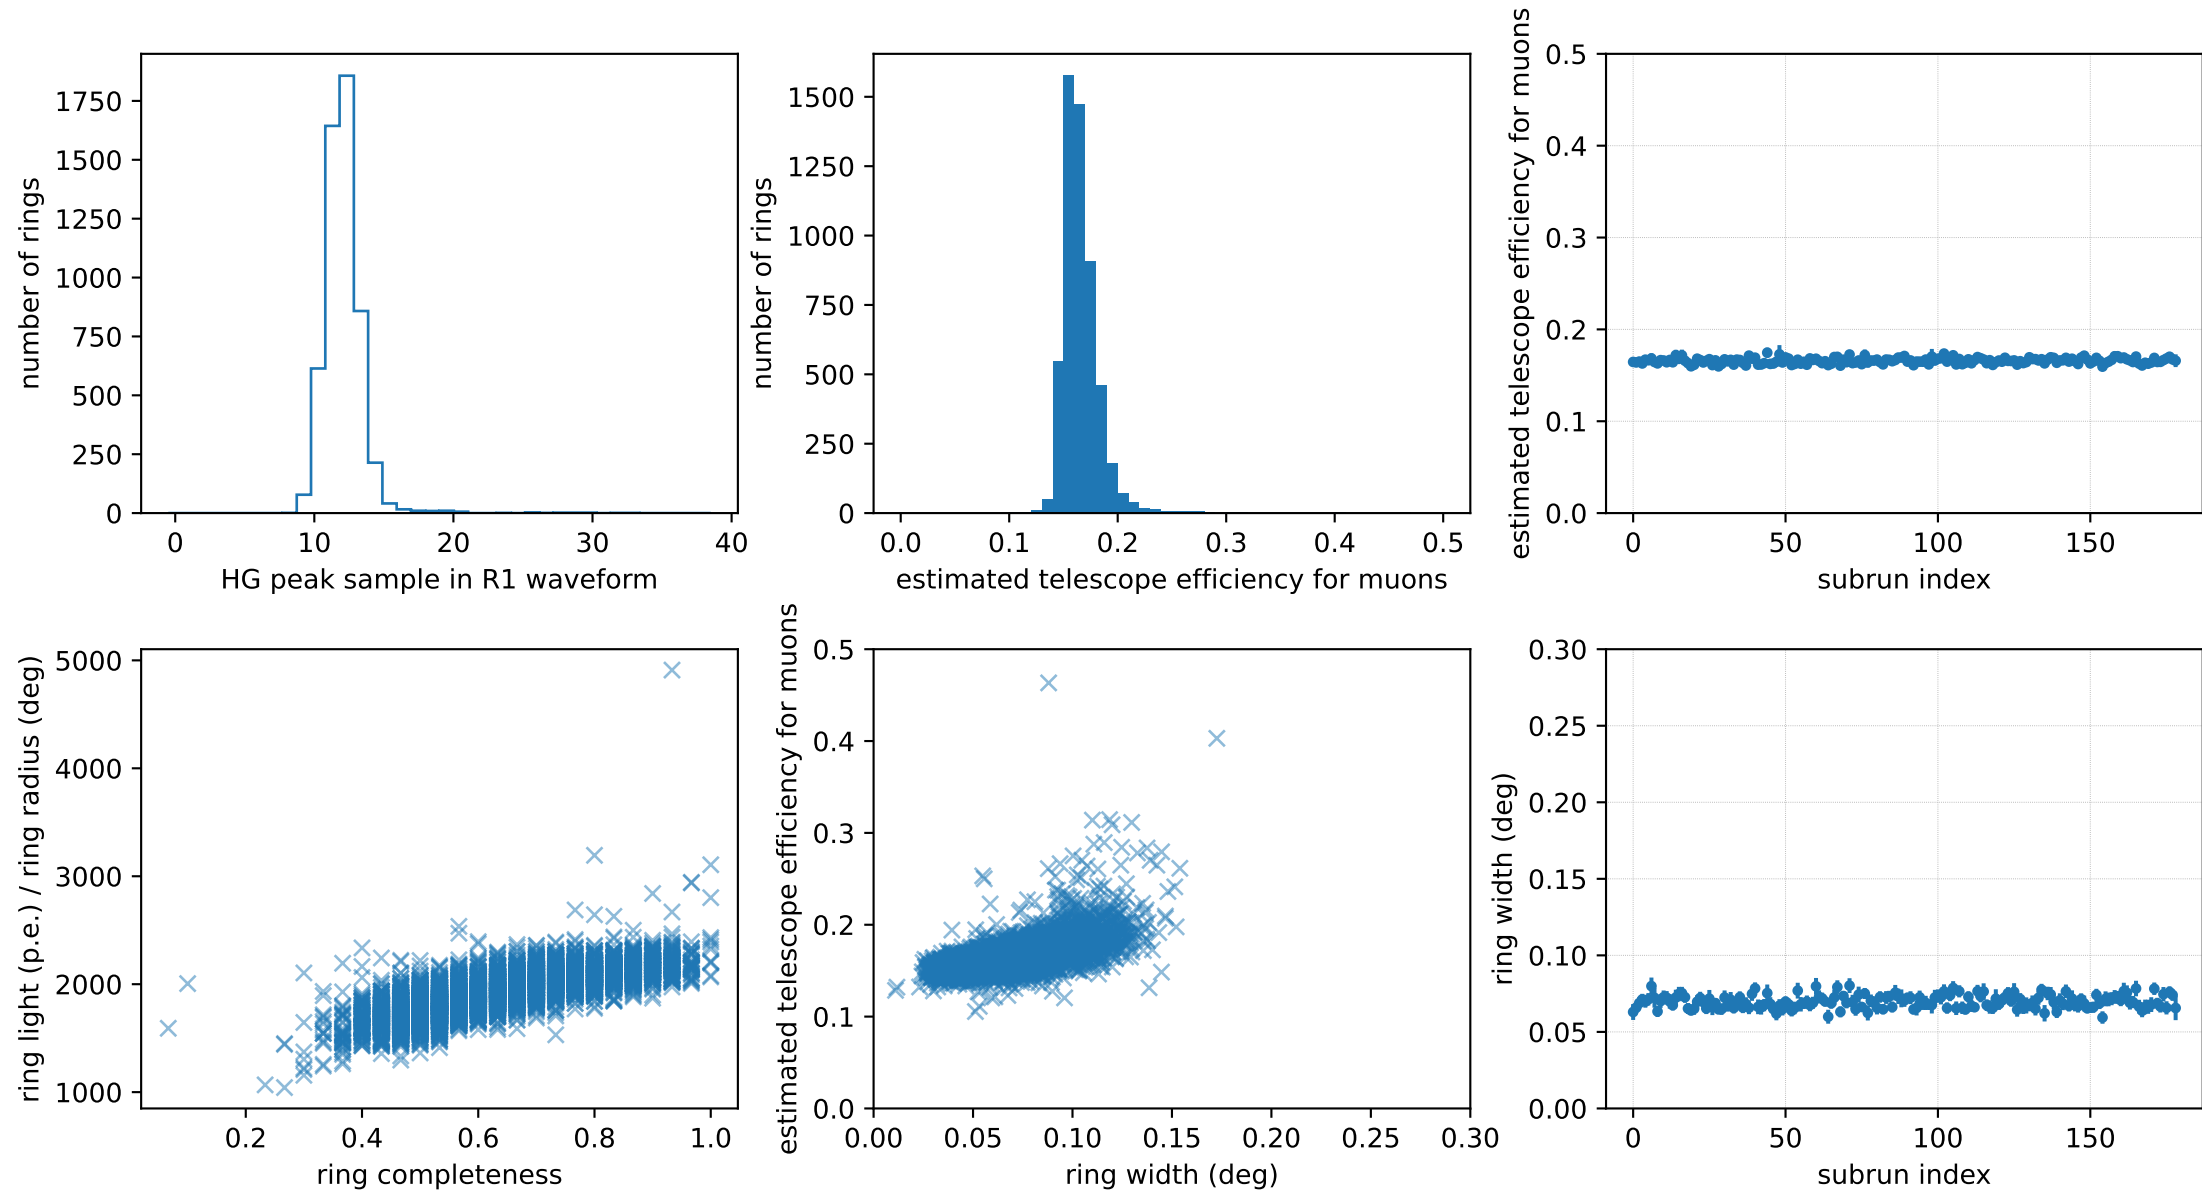 1750
1500
1250
1000
750
500
250
0
number of rings
0 10 20 30 40
HG peak sample in R1 waveform
1500
1250
1000
750
500
250
0
number of rings
0.0 0.1 0.2 0.3 0.4 0.5
estimated telescope efficiency for muons
0.5
0.4
0.3
0.2
0.1
0.0
estimated telescope efficiency for muons
0 50 100 150
subrun index
5000
4000
3000
2000
1000
ring light (p.e.) / ring radius (deg)
0.2 0.4 0.6 0.8 1.0
ring completeness
0.5
0.4
0.3
0.2
0.1
0.0
estimated telescope efficiency for muons
0.00 0.05 0.10 0.15 0.20 0.25 0.30
ring width (deg)
0.30
0.25
0.20
0.15
0.10
0.05
0.00
ring width (deg)
0 50 100 150
subrun index